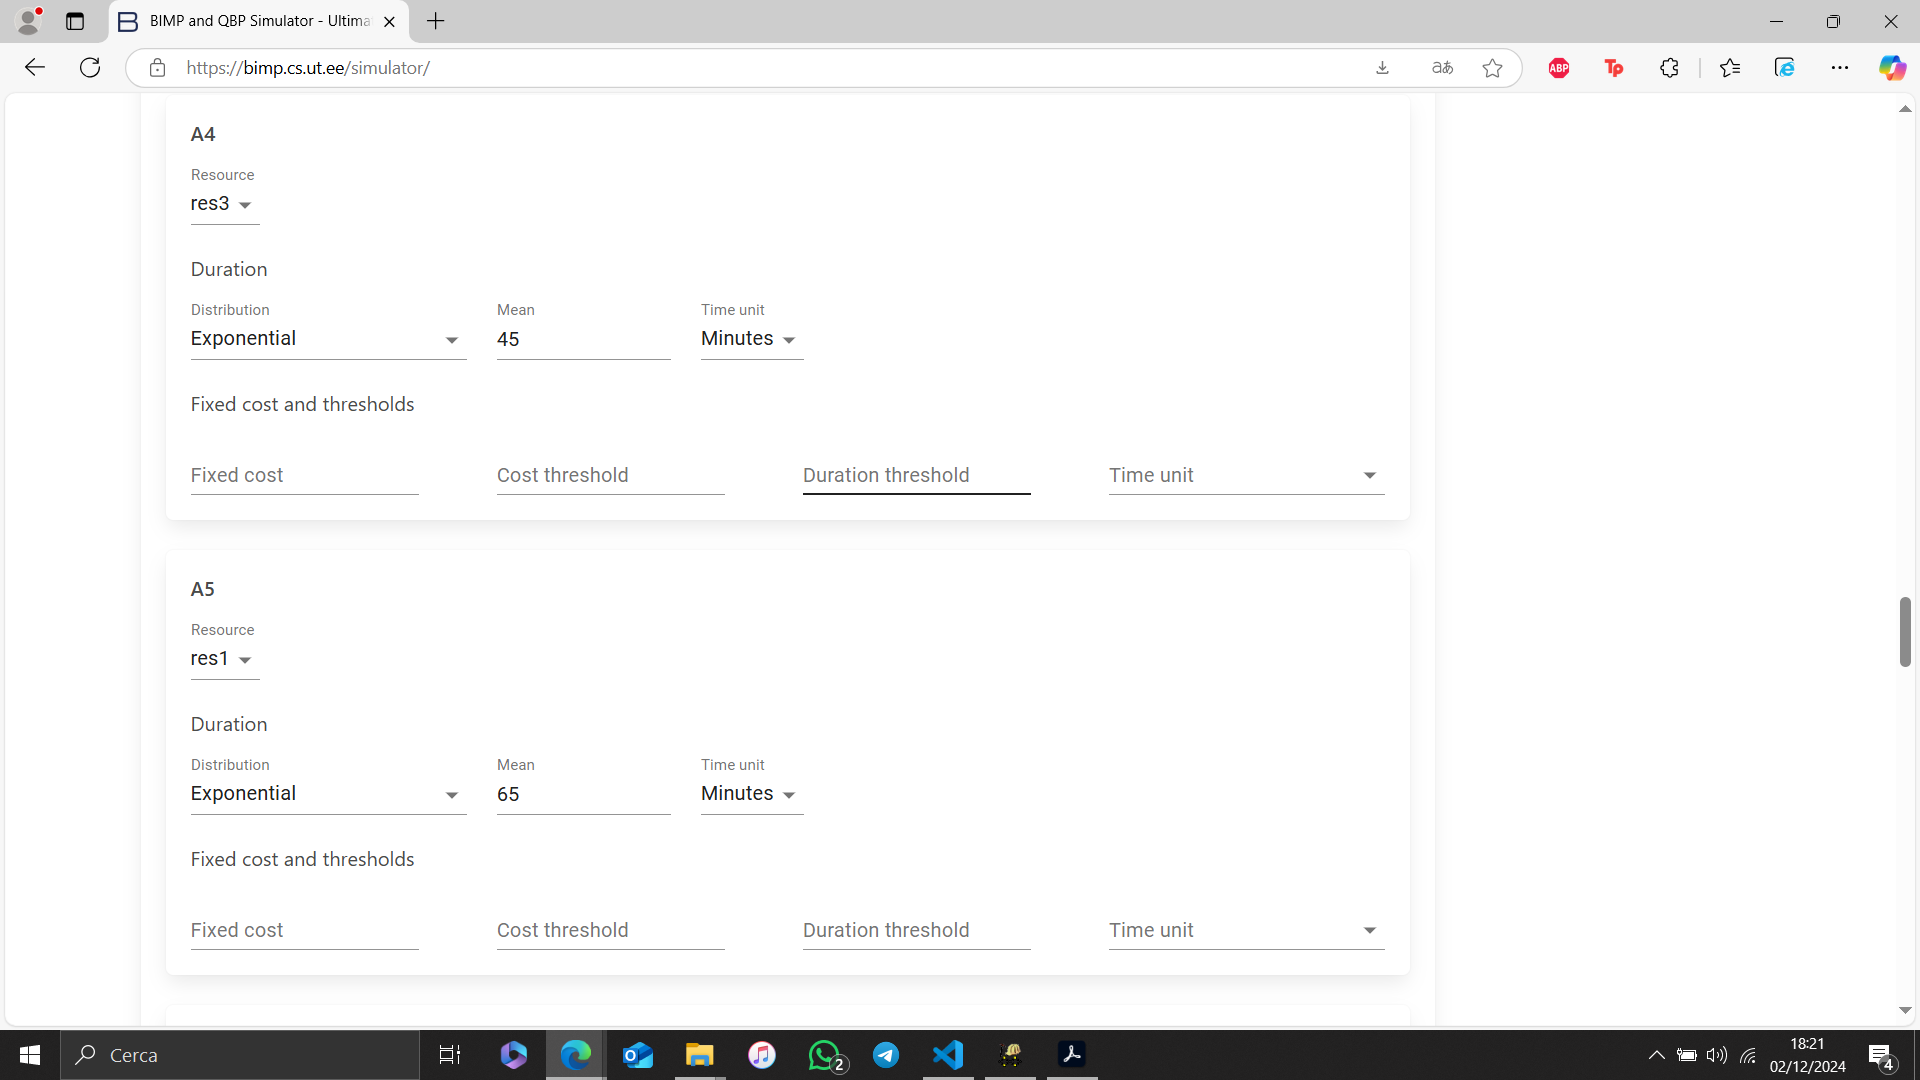 BIMP and QBP Simulator - Ultima
https://bimp.cs.ut.ee/simulator/
aあ
ABP
Tp
A4
Resource
res3
Duration
Distribution
Mean
Time unit
Exponential
45
Minutes
Fixed cost and thresholds
Fixed cost
Cost threshold
Duration threshold
Time unit
A5
Resource
res1
Duration
Distribution
Mean
Time unit
Exponential
65
Minutes
Fixed cost and thresholds
Fixed cost
Cost threshold
Duration threshold
Time unit
Cerca
2
18:21
02/12/2024
4